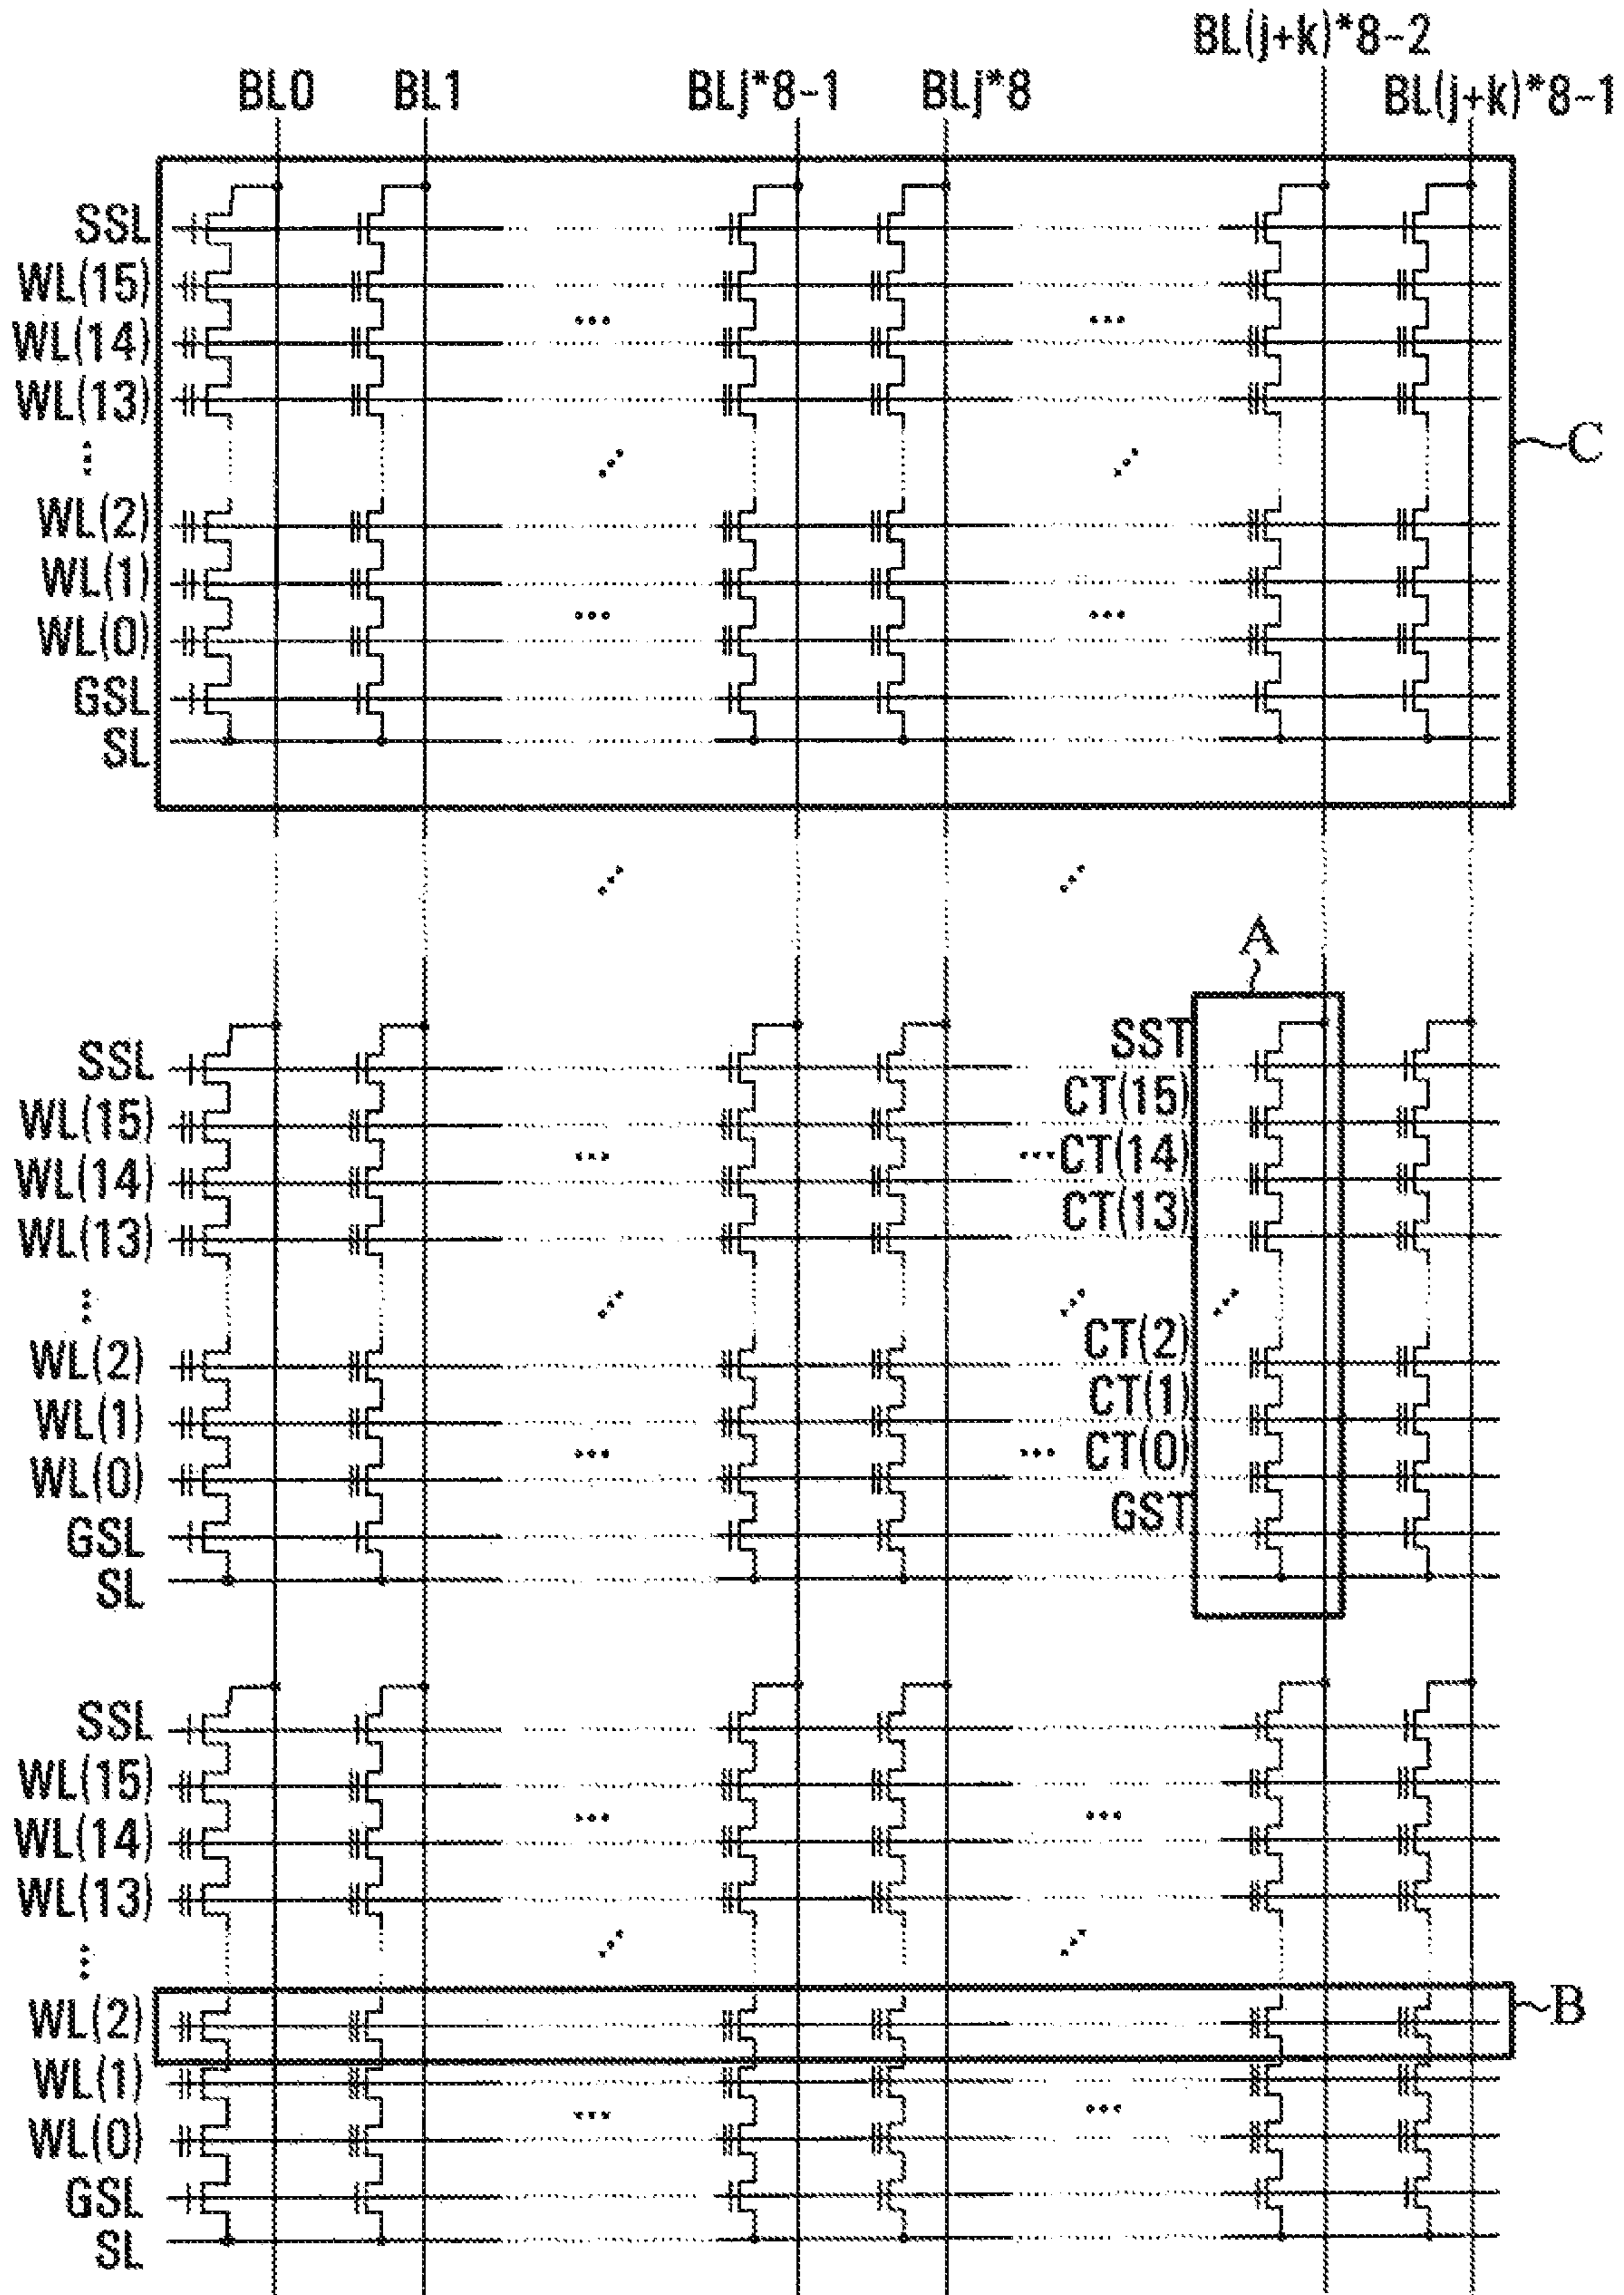 BL(j+k)*8-2
BL0 BL1 BLj*8-1 BLj*8 BL(j+k)*8-1
SSL
WL(15)
WL(14)
WL(13)
C
WL(2)
WL(1)
WL(0)
GSL
SL
A
SSL SST
WL(15) CT(15)
WL(14) CT(14)
WL(13) CT(13)
WL(2) CT(2)
WL(1) CT(1)
WL(0) CT(0)
GSL GST
SL
SSL
WL(15)
WL(14)
WL(13)
WL(2) B
WL(1)
WL(0)
GSL
SL